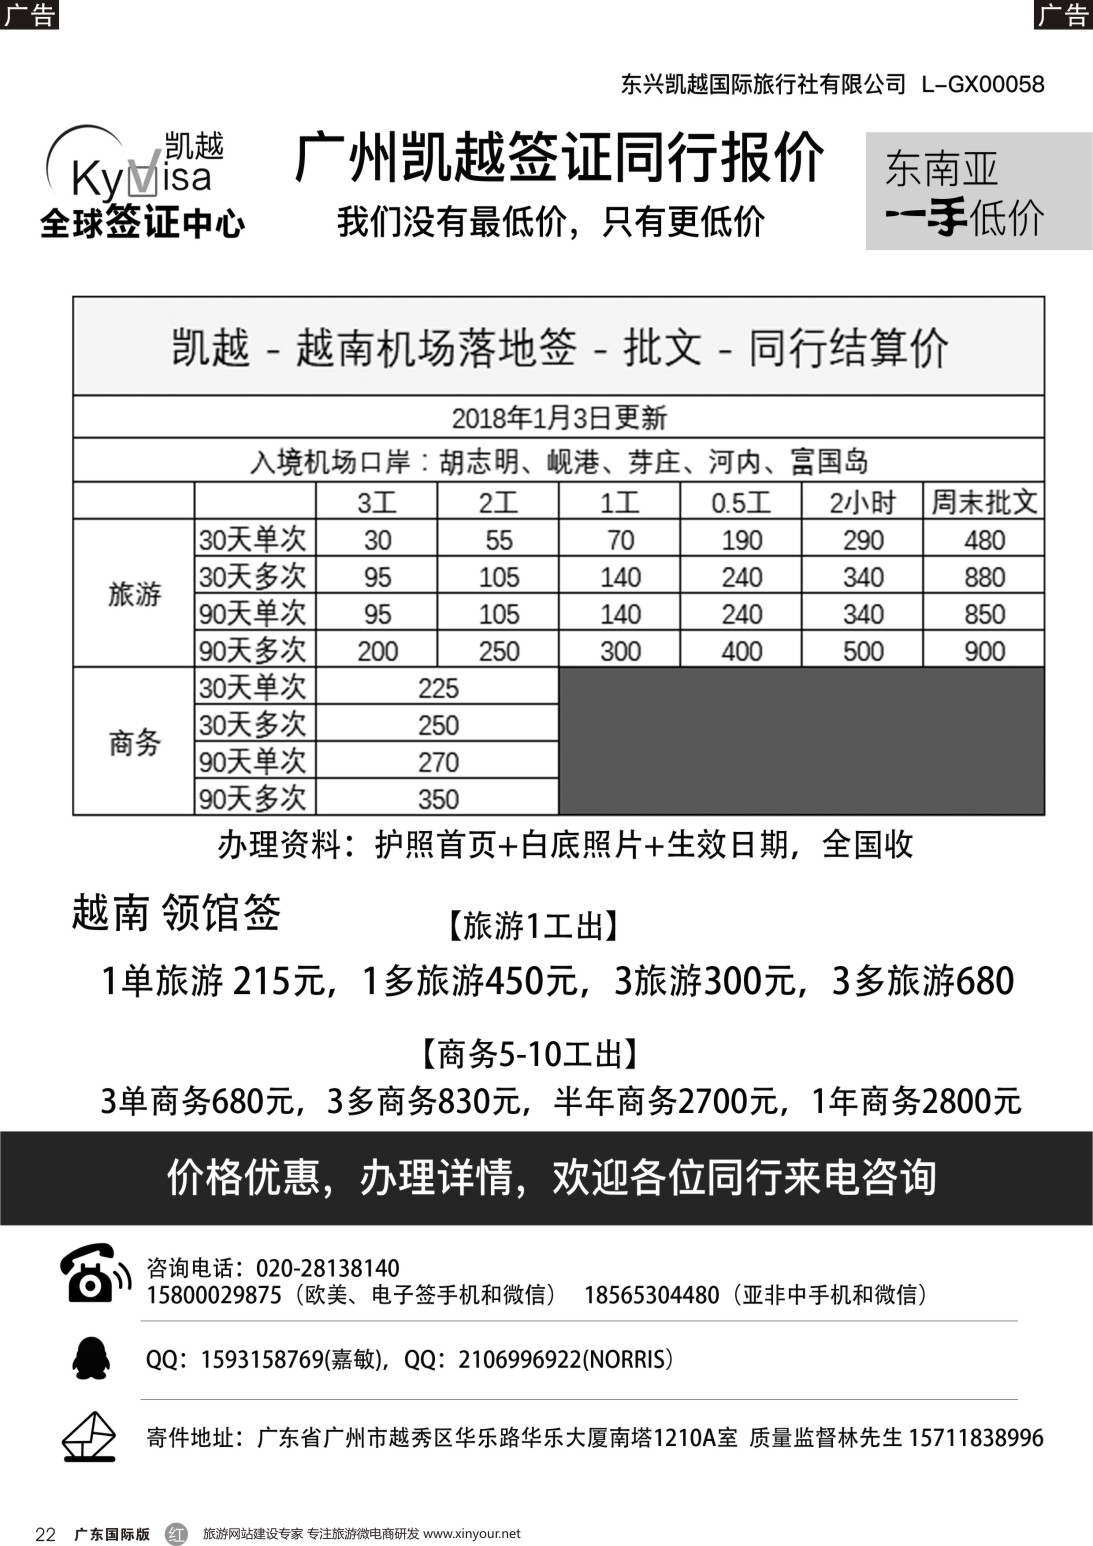 广告
广告
东兴凯越国际旅行社有限公司 L-GX00058
凯越
KyVisa
全球签证中心
广州凯越签证同行报价
我们没有最低价，只有更低价
东南亚
一手低价
凯越 - 越南机场落地签 - 批文 - 同行结算价
2018年1月3日更新
入境机场口岸：胡志明、岘港、芽庄、河内、富国岛
3工 2工 1工 0.5工 2小时 周末批文
旅游
30天单次 30 55 70 190 290 480
30天多次 95 105 140 240 340 880
90天单次 95 105 140 240 340 850
90天多次 200 250 300 400 500 900
商务
30天单次 225
30天多次 250
90天单次 270
90天多次 350
办理资料：护照首页+白底照片+生效日期，全国收
越南 领馆签
【旅游1工出】
1单旅游 215元，1多旅游450元，3旅游300元，3多旅游680
【商务5-10工出】
3单商务680元，3多商务830元，半年商务2700元，1年商务2800元
价格优惠，办理详情，欢迎各位同行来电咨询
咨询电话：020-28138140
15800029875（欧美、电子签手机和微信） 18565304480（亚非中手机和微信）
QQ：1593158769(嘉敏)，QQ：2106996922(NORRIS）
寄件地址：广东省广州市越秀区华乐路华乐大厦南塔1210A室 质量监督林先生 15711838996
22 广东国际版 红 旅游网站建设专家 专注旅游微电商研发 www.xinyour.net